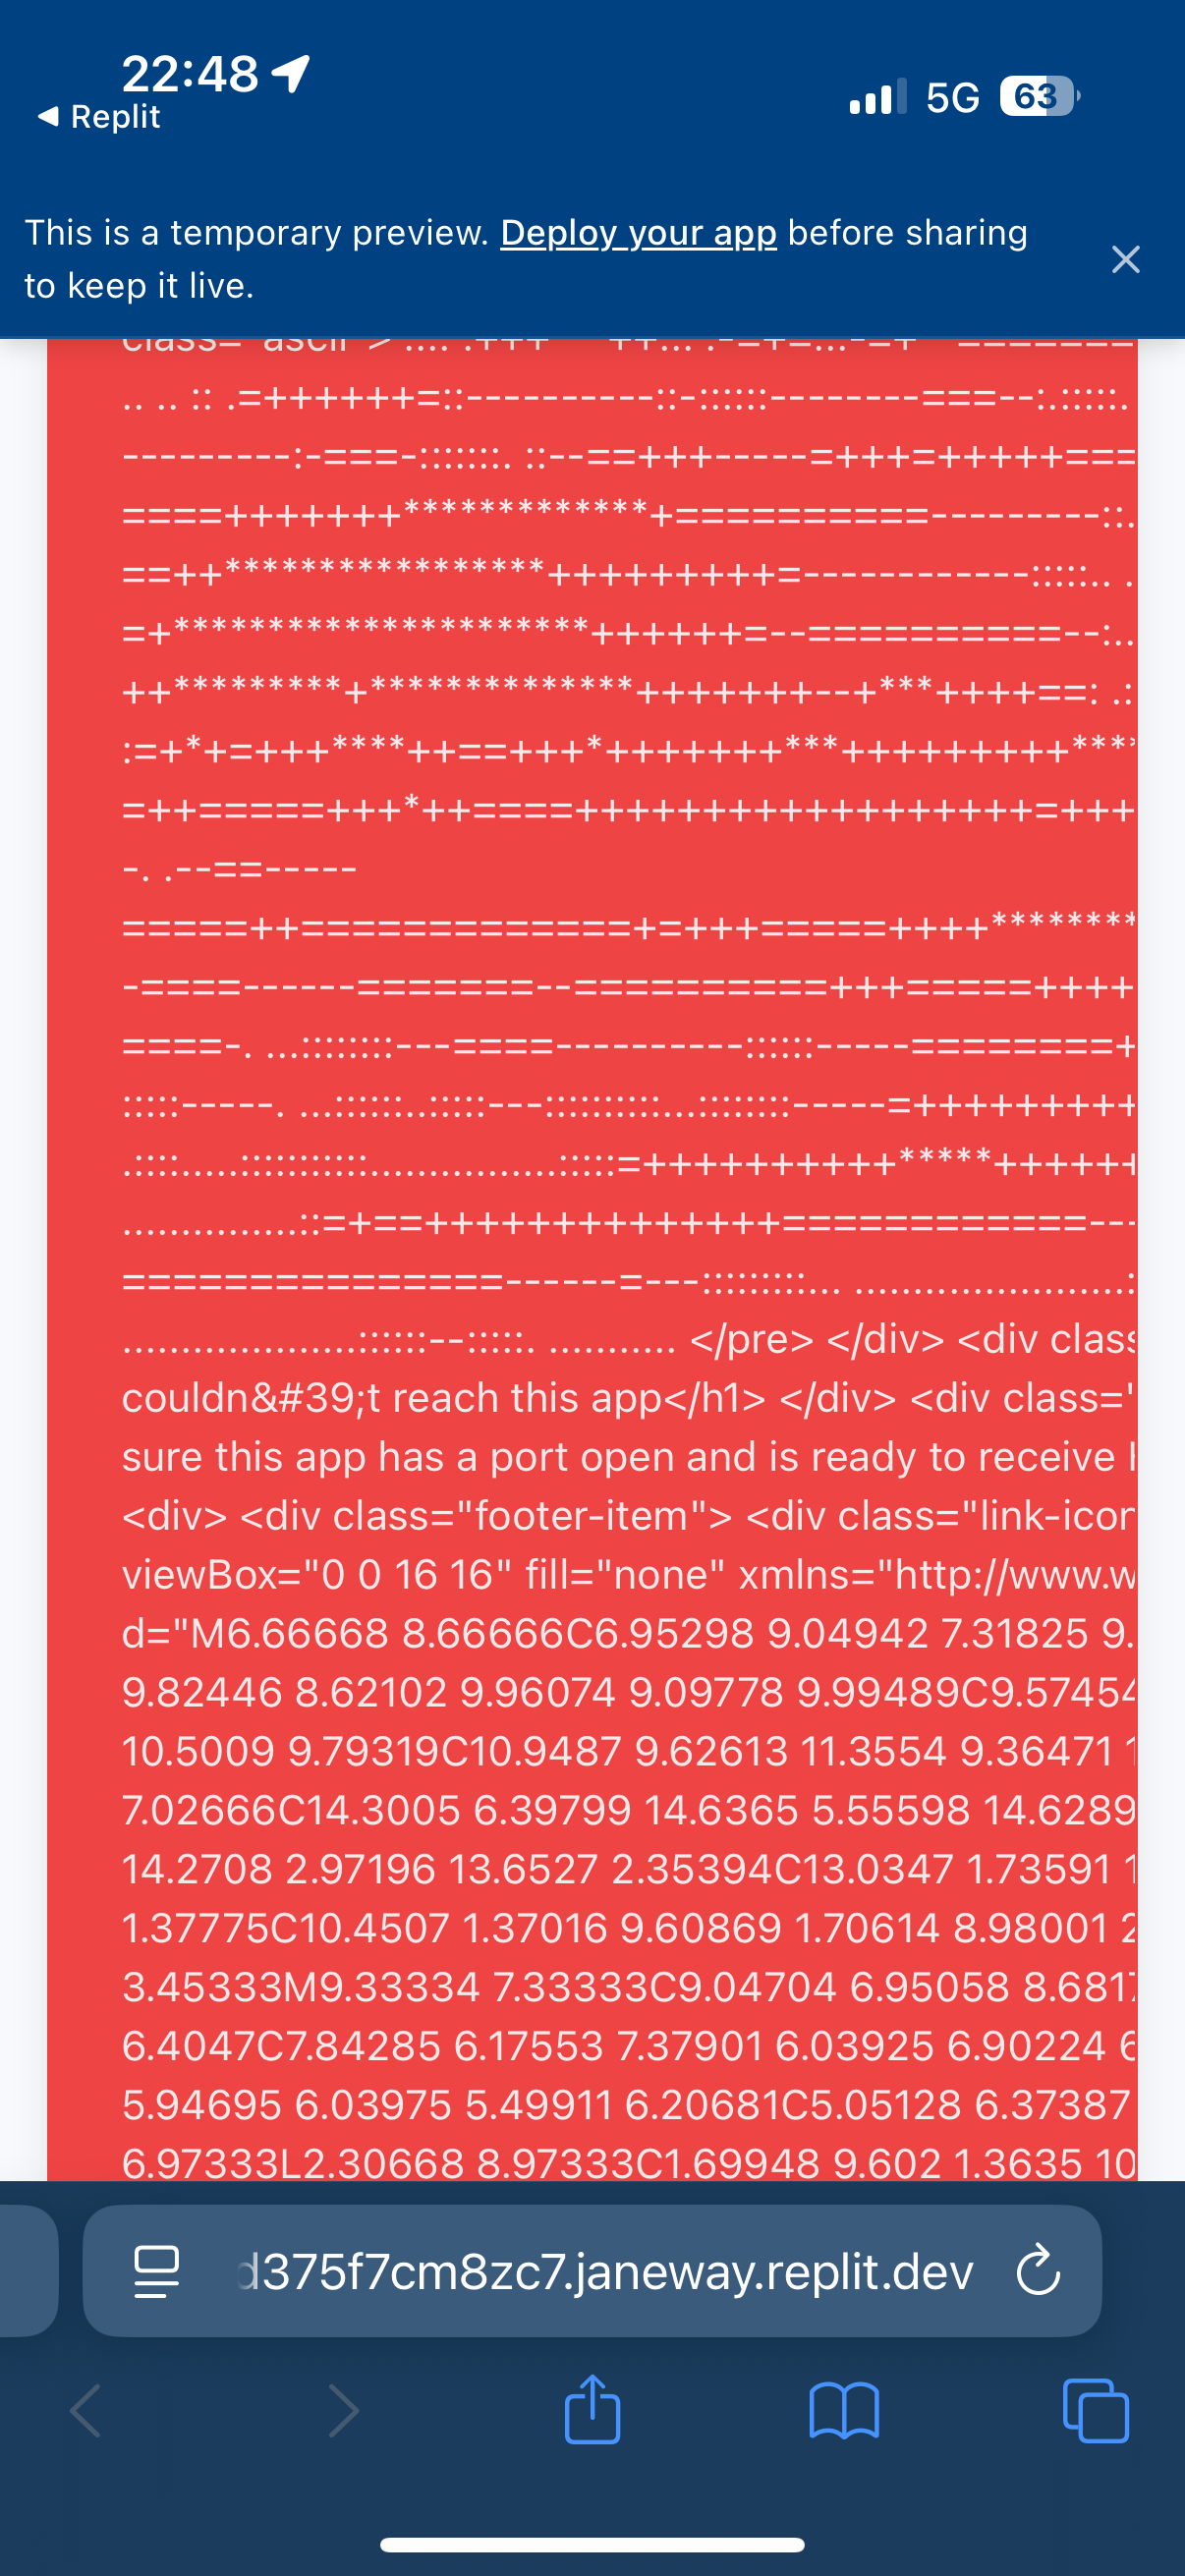 22:48
Replit
5G 63
This is a temporary preview. Deploy your app before sharing
to keep it live.
class="ascii">
.. .. :: .=++++++=::----------::-::::::--------===--:.:::::.
---------:-===-:::::::. ::--==+++-----=+++=+++++===
====+++++++*************+==========---------::.
==++*****************+++++++++=------------:::::.. .
=+**********************++++++=--==========--:..
++*********+**************+++++++--+***++++==: .:
:=+*+=+++****++==+++*+++++++***+++++++++***
=++=====+++*++====++++++++++++++++++=+++
-. .--==-----
=====++=============+=+++=====++++********
-====------=======--==========+++=====++++
====-. ...::::::::---====----------::::::-----========+
:::::-----. ...::::::..:::::---::::::::::...::::::::-----=+++++++++
.::::.....:::::::::::................:::::=++++++++++*****++++++
...............::=+==++++++++++++++============---
===============------=---:::::::::... .......................:
....................::::::--:::::. ........... </pre> </div> <div class
couldn&#39;t reach this app</h1> </div> <div class="
sure this app has a port open and is ready to receive
<div> <div class="footer-item"> <div class="link-icon
viewBox="0 0 16 16" fill="none" xmlns="http://www.w
d="M6.66668 8.66666C6.95298 9.04942 7.31825 9.
9.82446 8.62102 9.96074 9.09778 9.99489C9.57454
10.5009 9.79319C10.9487 9.62613 11.3554 9.36471 1
7.02666C14.3005 6.39799 14.6365 5.55598 14.6289
14.2708 2.97196 13.6527 2.35394C13.0347 1.73591 1
1.37775C10.4507 1.37016 9.60869 1.70614 8.98001 2
3.45333M9.33334 7.33333C9.04704 6.95058 8.6817
6.4047C7.84285 6.17553 7.37901 6.03925 6.90224 6
5.94695 6.03975 5.49911 6.20681C5.05128 6.37387
6.97333L2.30668 8.97333C1.69948 9.602 1.3635 10
d375f7cm8zc7.janeway.replit.dev